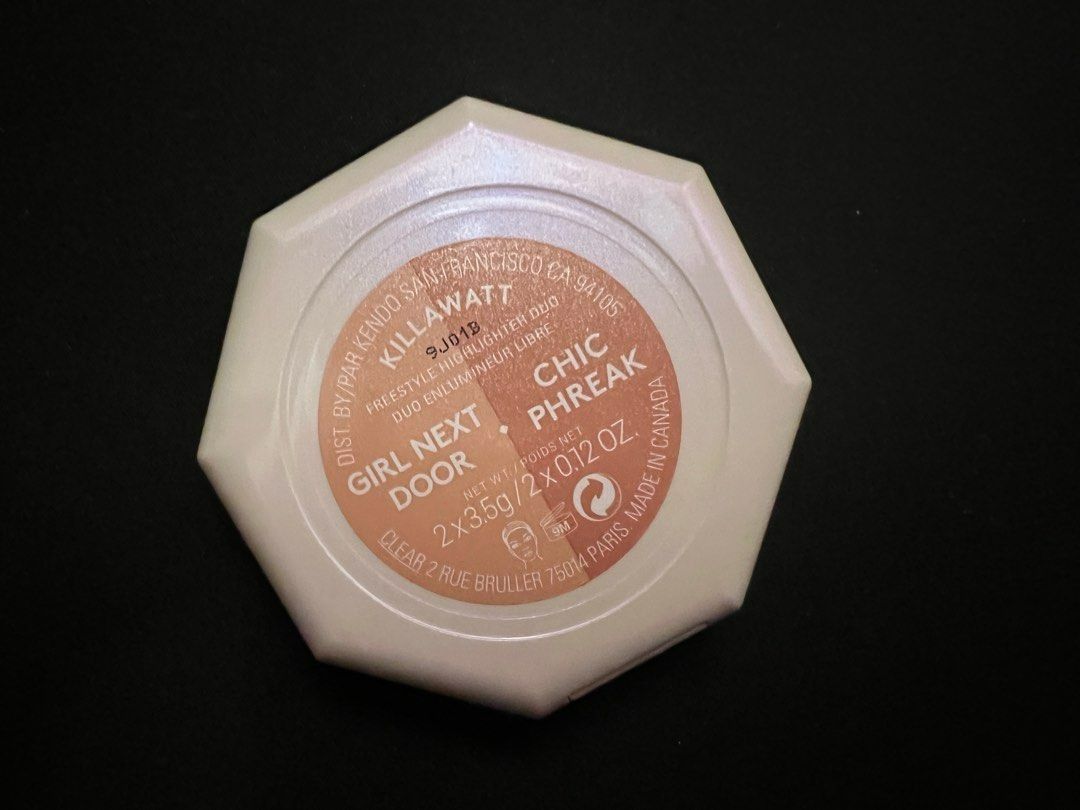 DIST. BY/PAR KENDO SAN FRANCISCO CA 94105
KILLAWATT
9J01B
FREESTYLE HIGHLIGHTER DUO
DUO ENLUMINEUR LIBRE
GIRL NEXT
DOOR
CHIC
PHREAK
NET WT. / POIDS NET
2 x 3.5g / 2 x 0.12 OZ.
9M
CLEAR 2 RUE BRULLER 75014 PARIS. MADE IN CANADA